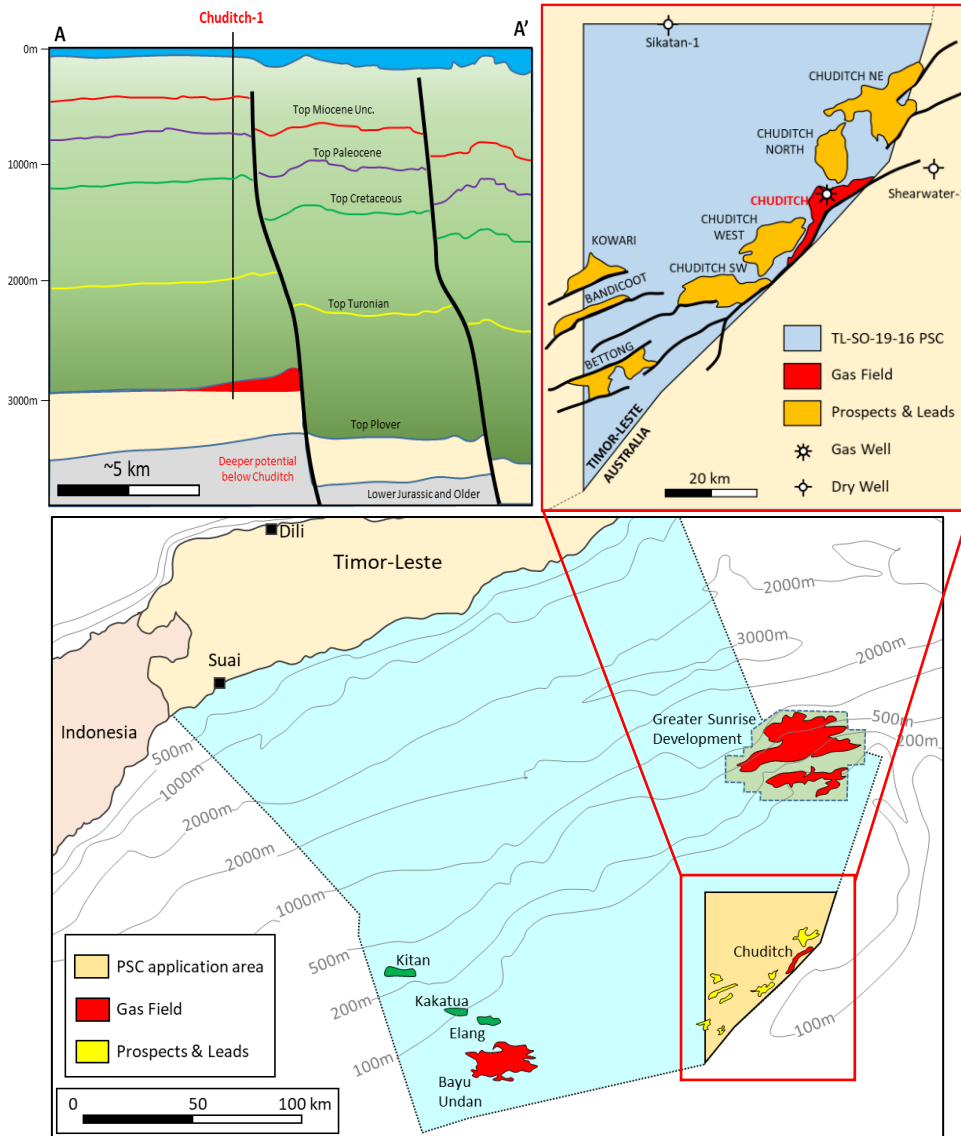 A
Chuditch-1
A'
0m
1000m
2000m
3000m
Top Miocene Unc.
Top Paleocene
Top Cretaceous
Top Turonian
Top Plover
Lower Jurassic and Older
~5 km
Deeper potential
below Chuditch
Sikatan-1
CHUDITCH NE
CHUDITCH
NORTH
CHUDITCH
Shearwater-
CHUDITCH
WEST
KOWARI
CHUDITCH SW
BANDICOOT
BETTONG
TIMOR-LESTE
AUSTRALIA
TL-SO-19-16 PSC
Gas Field
Prospects & Leads
Gas Well
Dry Well
20 km
Dili
Timor-Leste
Suai
Indonesia
2000m
3000m
2000m
Greater Sunrise
Development
500m
200m
500m
1000m
2000m
2000m
1000m
500m
200m
100m
Kitan
Kakatua
Elang
Bayu
Undan
Chuditch
100m
PSC application area
Gas Field
Prospects & Leads
0
50
100 km